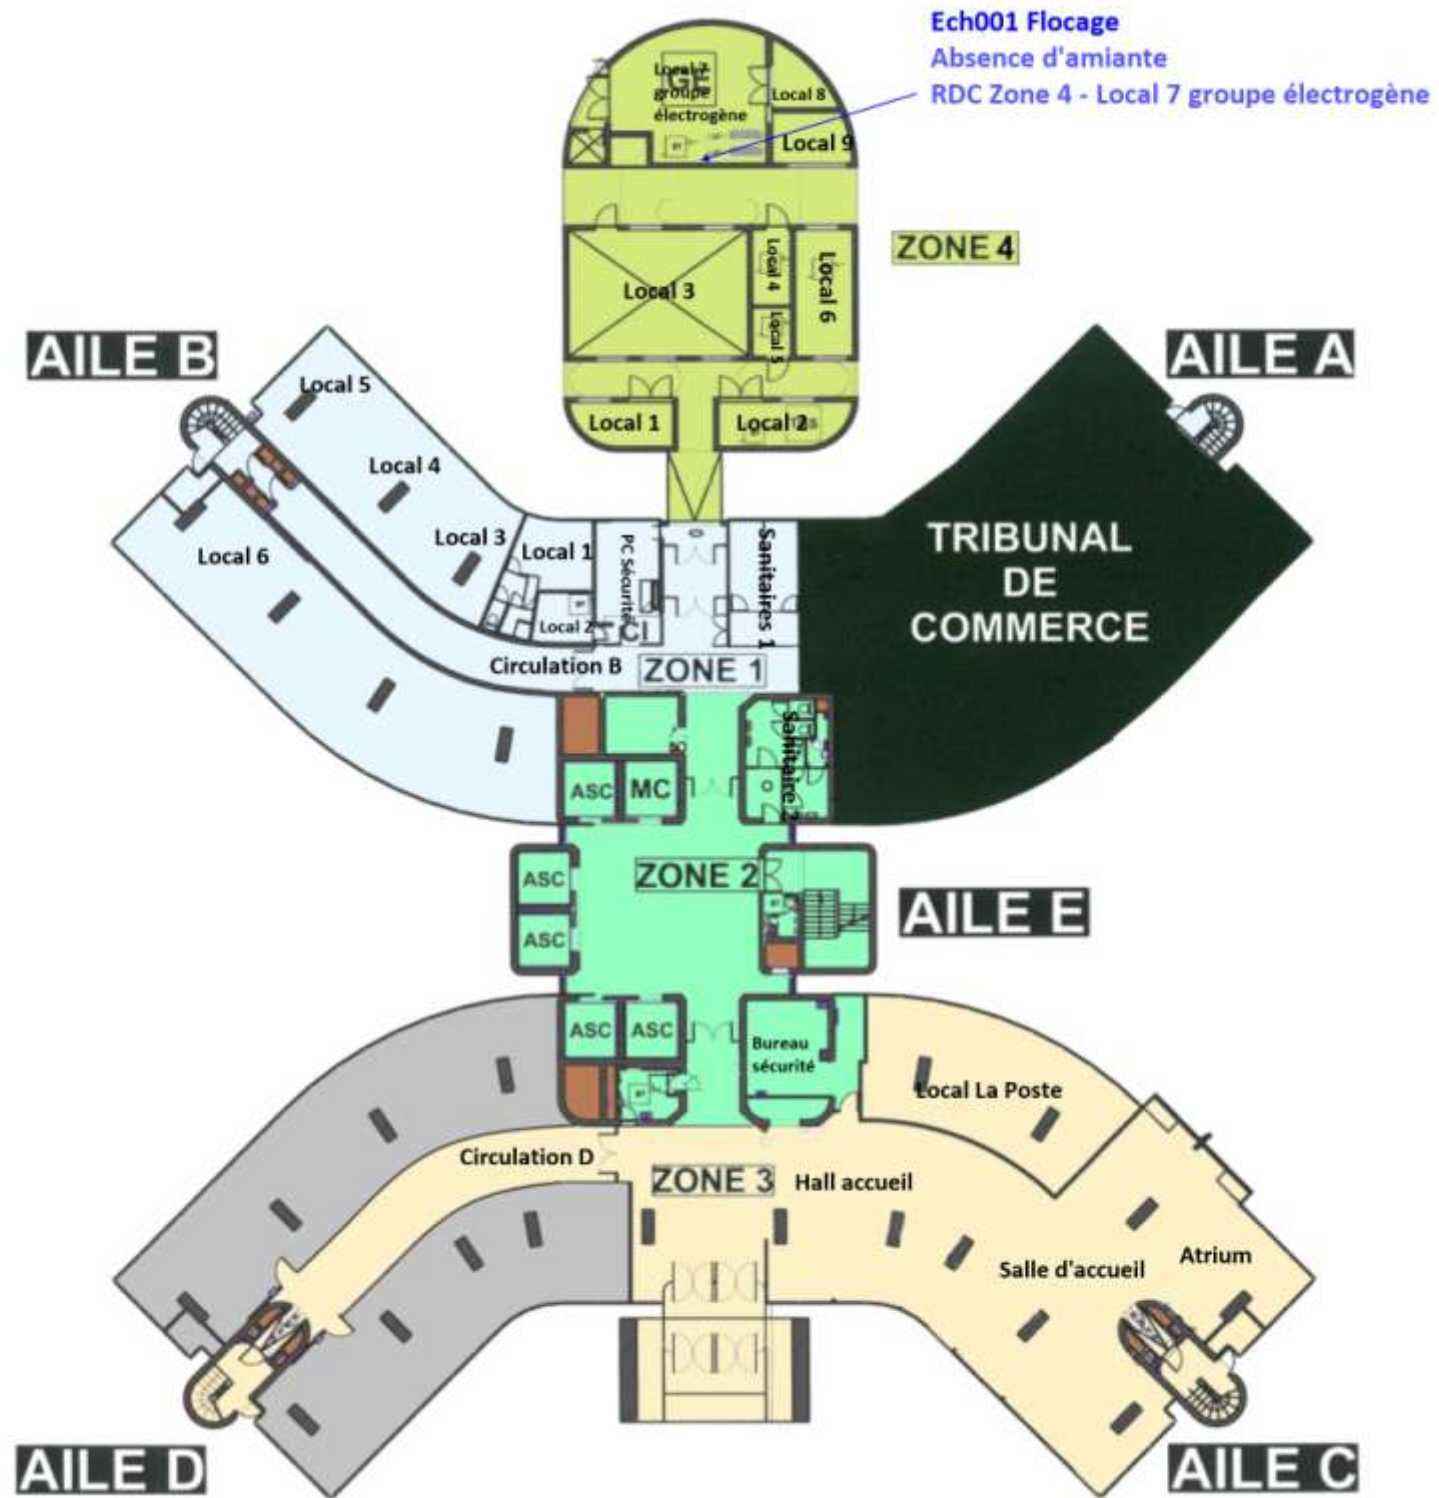 Ech001 Flocage
Absence d'amiante
RDC Zone 4 - Local 7 groupe électrogène
Local 7
GE
groupe
électrogène
Local 8
Local 9
ZONE 4
Local 3
Local 4
Local 5
Local 6
Local 1
Local 2
AILE B
AILE A
Local 5
Local 4
Local 3
Local 6
Local 1
Local 2
PC Sécurité
Sanitaires 1
TRIBUNAL
DE
COMMERCE
Circulation B
ZONE 1
Sanitaire 2
ASC
MC
ASC
ZONE 2
AILE E
ASC
ASC
ASC
Bureau
sécurité
Local La Poste
Circulation D
ZONE 3
Hall accueil
Salle d'accueil
Atrium
AILE D
AILE C